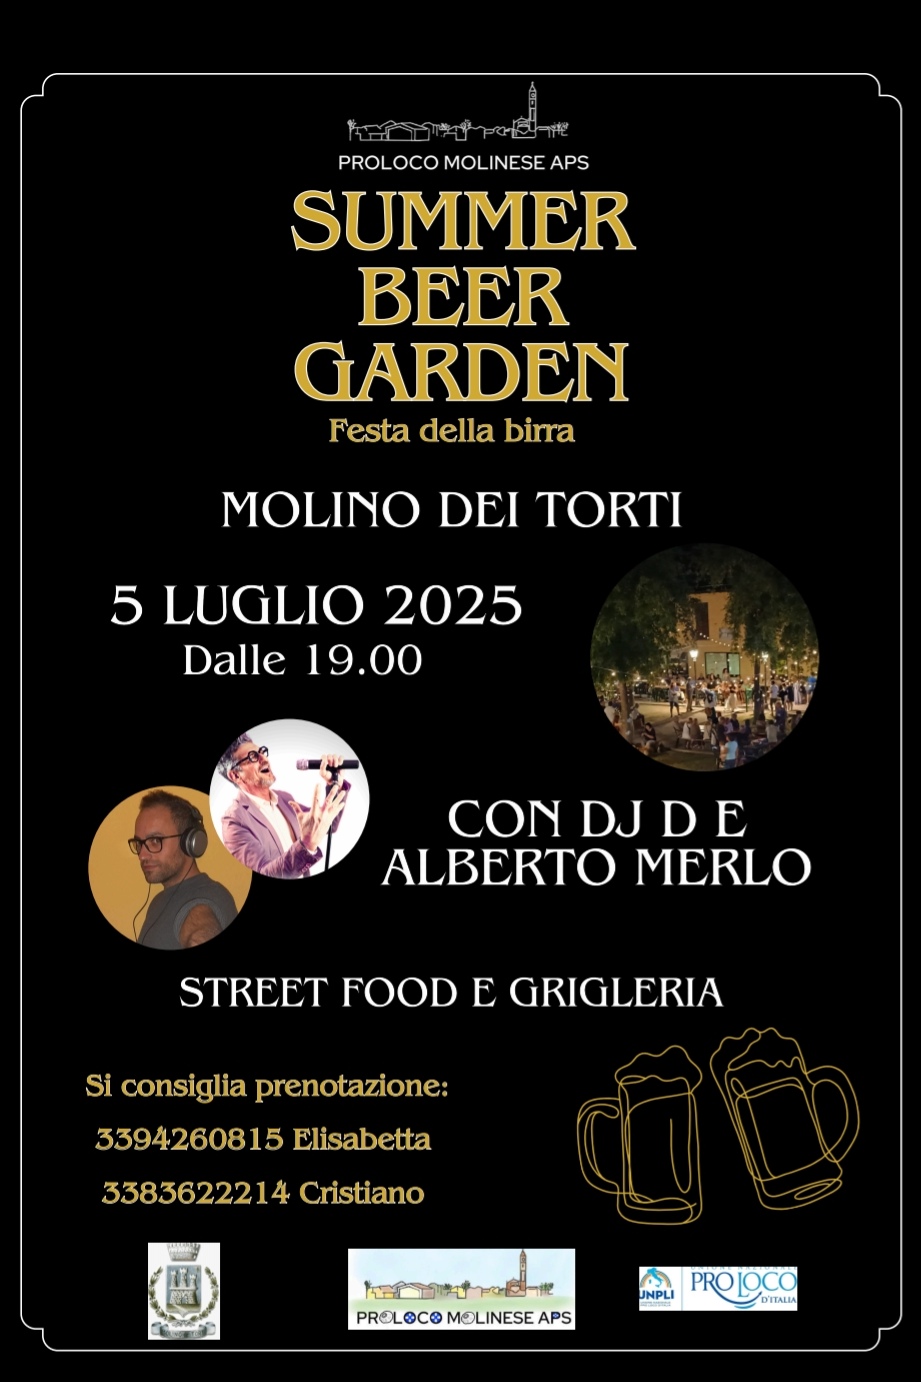 PROLOCO MOLINESE APS
SUMMER
BEER
GARDEN
Festa della birra
MOLINO DEI TORTI
5 LUGLIO 2025
Dalle 19.00
CON DJ D E
ALBERTO MERLO
STREET FOOD E GRIGLERIA
Si consiglia prenotazione:
3394260815 Elisabetta
3383622214 Cristiano
PROLOCO MOLINESE APS
UNIONE NAZIONALE
UNPLI
PRO LOCO
D'ITALIA